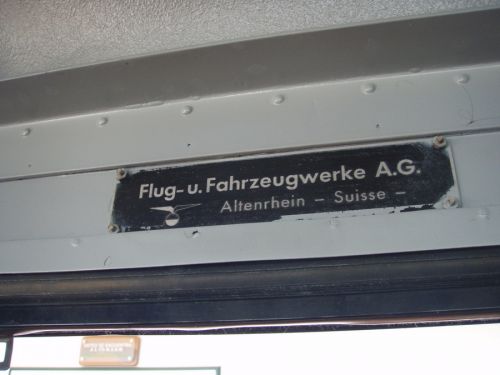 Flug- u. Fahrzeugwerke A.G.
Altenrhein – Suisse –